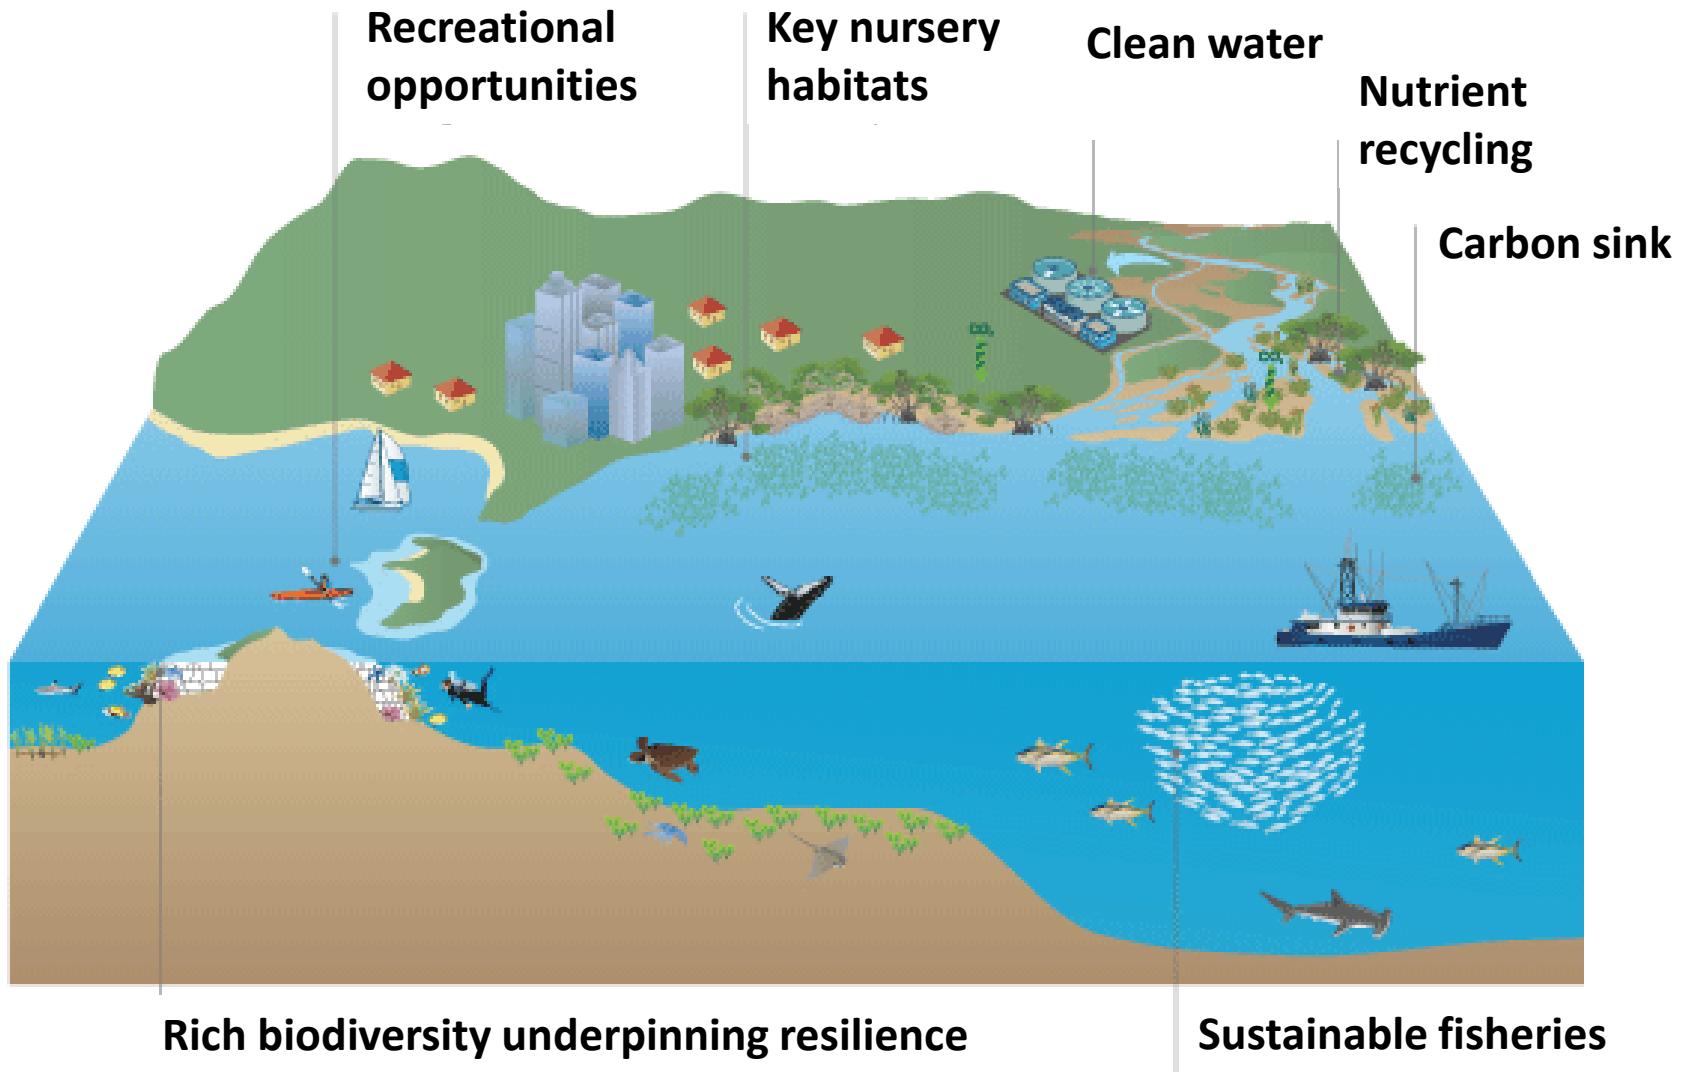 Recreational
opportunities
Key nursery
habitats
Clean water
Nutrient
recycling
Carbon sink
Rich biodiversity underpinning resilience
Sustainable fisheries